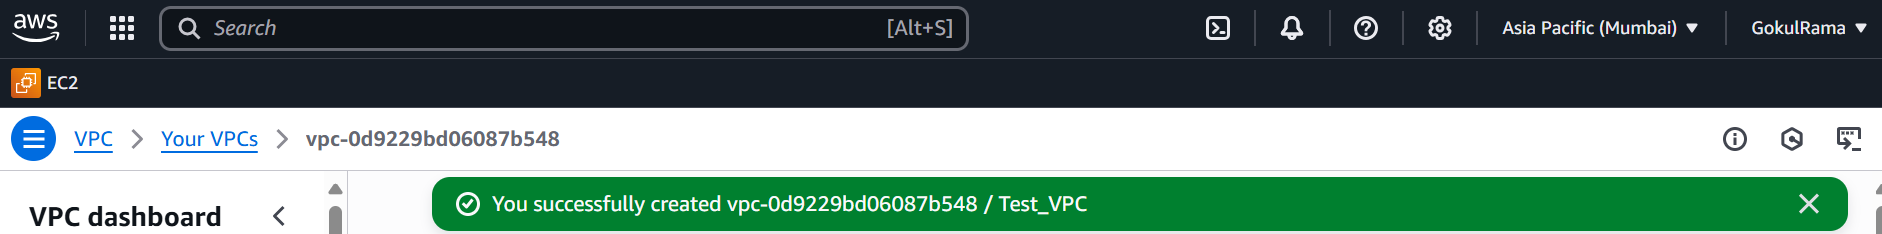 aws
Search [Alt+S]
Asia Pacific (Mumbai)
GokulRama
EC2
VPC
Your VPCs
vpc-0d9229bd06087b548
VPC dashboard
You successfully created vpc-0d9229bd06087b548 / Test_VPC